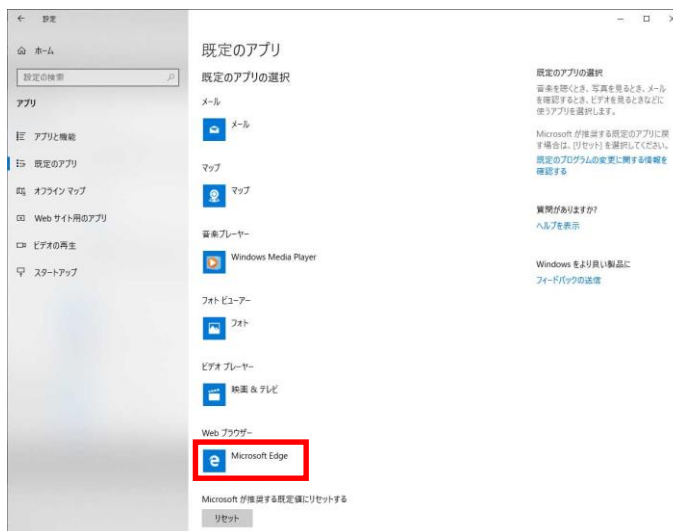 設定
ホーム
設定の検索
アプリ
アプリと機能
既定のアプリ
オフライン マップ
Web サイト用のアプリ
ビデオの再生
スタートアップ
既定のアプリ
既定のアプリの選択
メール
メール
マップ
マップ
音楽プレーヤー
Windows Media Player
フォト ビューアー
フォト
ビデオ プレーヤー
映画 & テレビ
Web ブラウザー
Microsoft Edge
Microsoft が推奨する既定値にリセットする
リセット
既定のアプリの選択
音楽を聴くとき、写真を見るとき、メール
を確認するとき、ビデオを見るときなどに
使うアプリを選択します。
Microsoft が推奨する既定のアプリに戻
す場合は、[リセット] を選択してください。
既定のプログラムの変更に関する情報を
確認する
質問がありますか?
ヘルプを表示
Windows をより良い製品に
フィードバックの送信